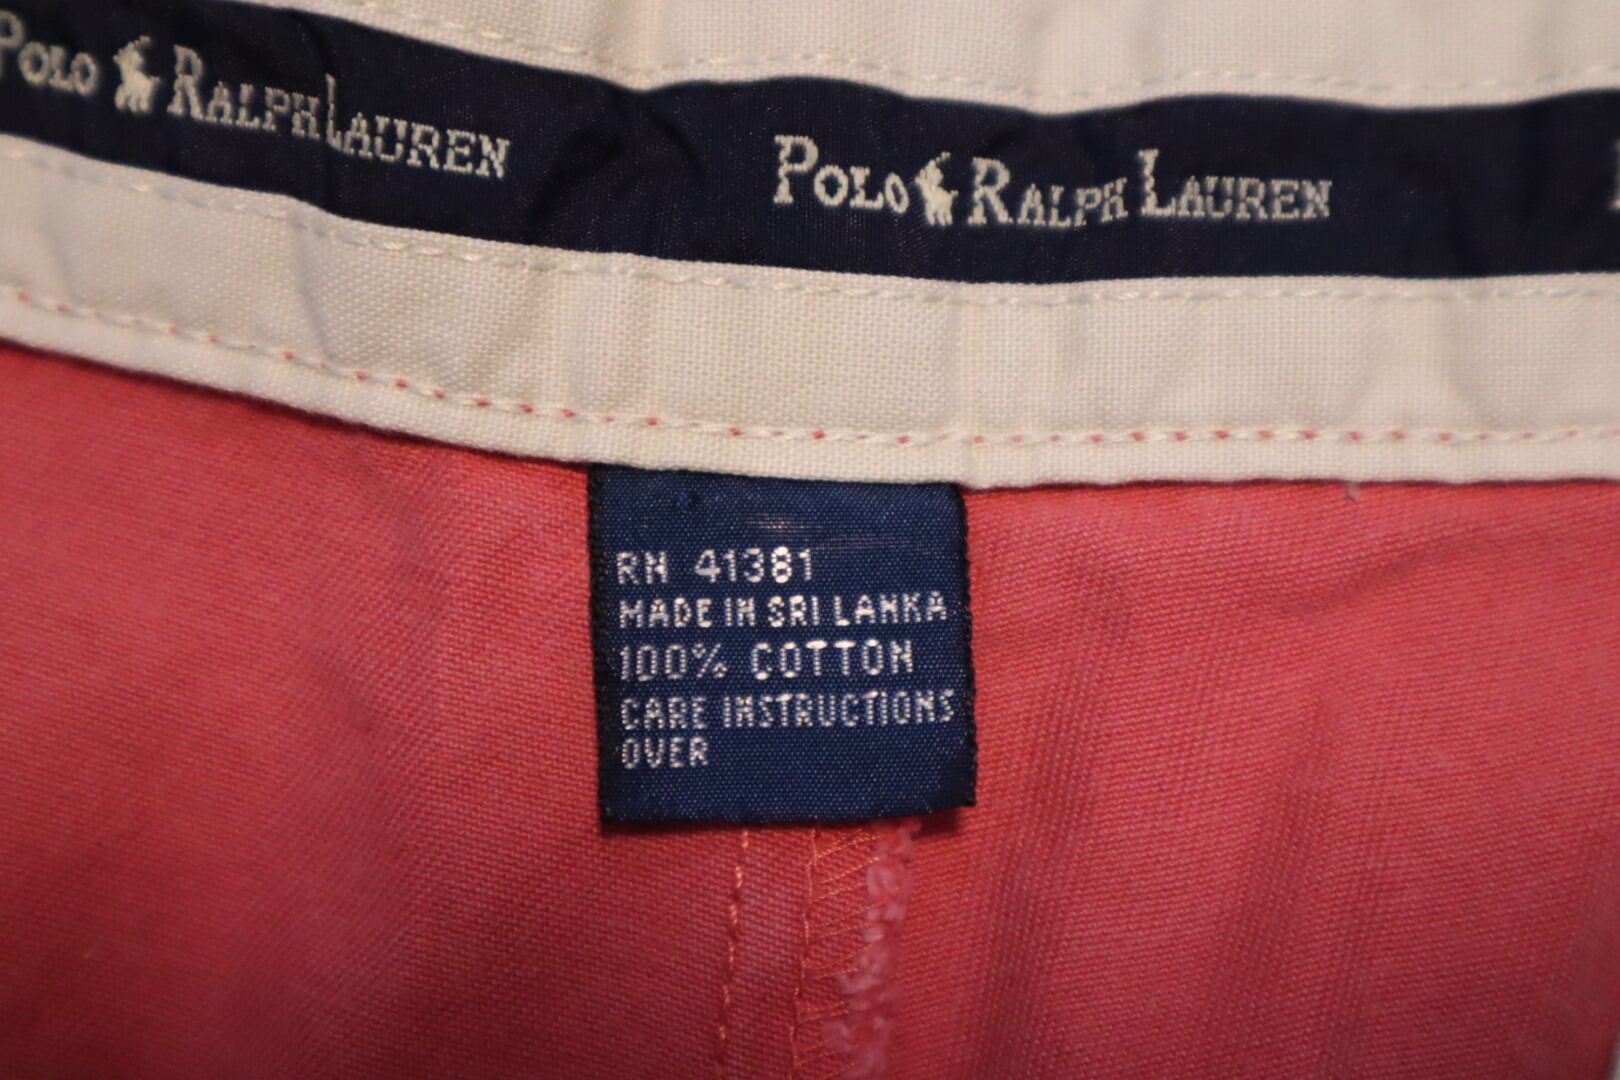 POLO RALPH LAUREN
POLO RALPH LAUREN
RN 41381
MADE IN SRI LANKA
100% COTTON
CARE INSTRUCTIONS
OVER